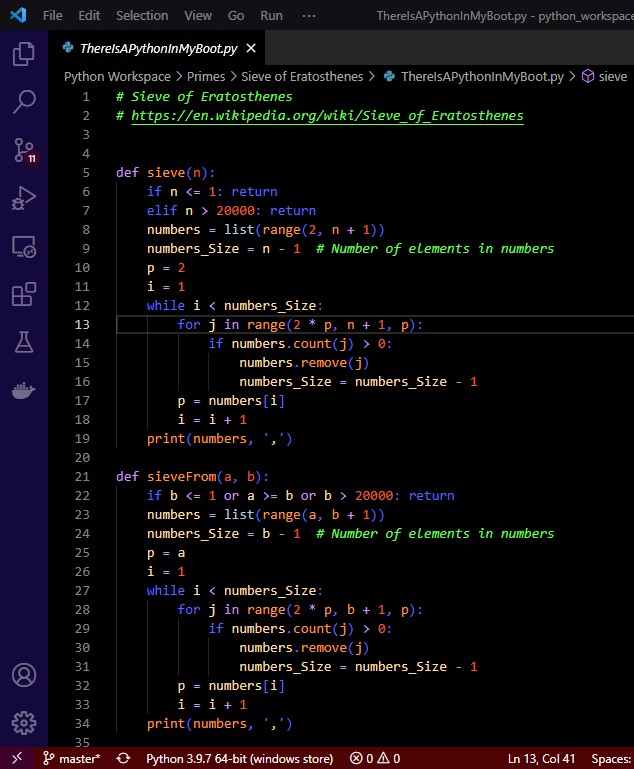 File Edit Selection View Go Run ··· ThereIsAPythonInMyBoot.py - python_workspace
ThereIsAPythonInMyBoot.py ×
Python Workspace > Primes > Sieve of Eratosthenes > ThereIsAPythonInMyBoot.py > sieve
1 # Sieve of Eratosthenes
2 # https://en.wikipedia.org/wiki/Sieve_of_Eratosthenes
3
4
5 def sieve(n):
6     if n <= 1: return
7     elif n > 20000: return
8     numbers = list(range(2, n + 1))
9     numbers_Size = n - 1  # Number of elements in numbers
10     p = 2
11     i = 1
12     while i < numbers_Size:
13         for j in range(2 * p, n + 1, p):
14             if numbers.count(j) > 0:
15                 numbers.remove(j)
16                 numbers_Size = numbers_Size - 1
17         p = numbers[i]
18         i = i + 1
19     print(numbers, ',')
20
21 def sieveFrom(a, b):
22     if b <= 1 or a >= b or b > 20000: return
23     numbers = list(range(a, b + 1))
24     numbers_Size = b - 1  # Number of elements in numbers
25     p = a
26     i = 1
27     while i < numbers_Size:
28         for j in range(2 * p, b + 1, p):
29             if numbers.count(j) > 0:
30                 numbers.remove(j)
31                 numbers_Size = numbers_Size - 1
32         p = numbers[i]
33         i = i + 1
34     print(numbers, ',')
35
11
master* Python 3.9.7 64-bit (windows store) 0 0 Ln 13, Col 41 Spaces: